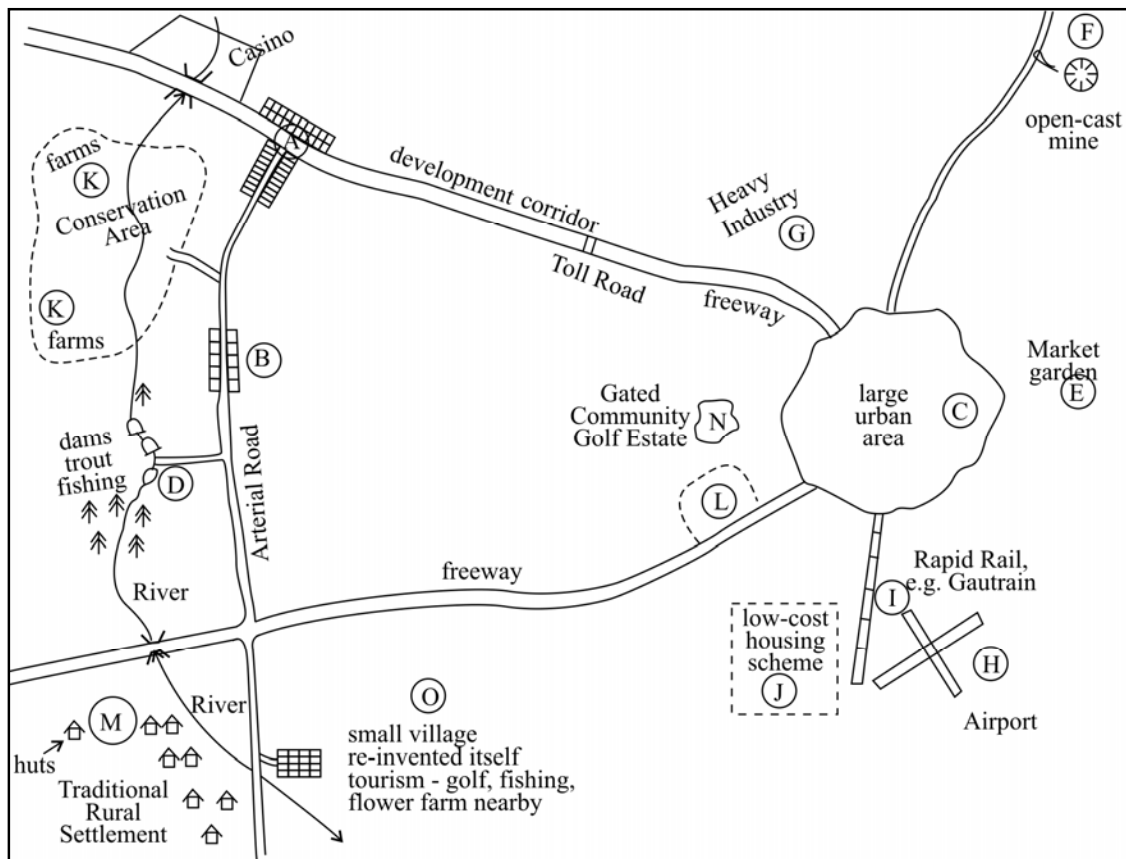 Casino
A
farms
K
Conservation
Area
K
farms
development corridor
Toll Road
freeway
Heavy
Industry
G
F
open-cast
mine
B
Gated
Community
Golf Estate
N
large
urban
area
C
Market
garden
E
dams
trout
fishing
D
Arterial Road
L
River
freeway
Rapid Rail,
e.g. Gautrain
I
low-cost
housing
scheme
J
H
Airport
M
River
huts
Traditional
Rural
Settlement
O
small village
re-invented itself
tourism - golf, fishing,
flower farm nearby